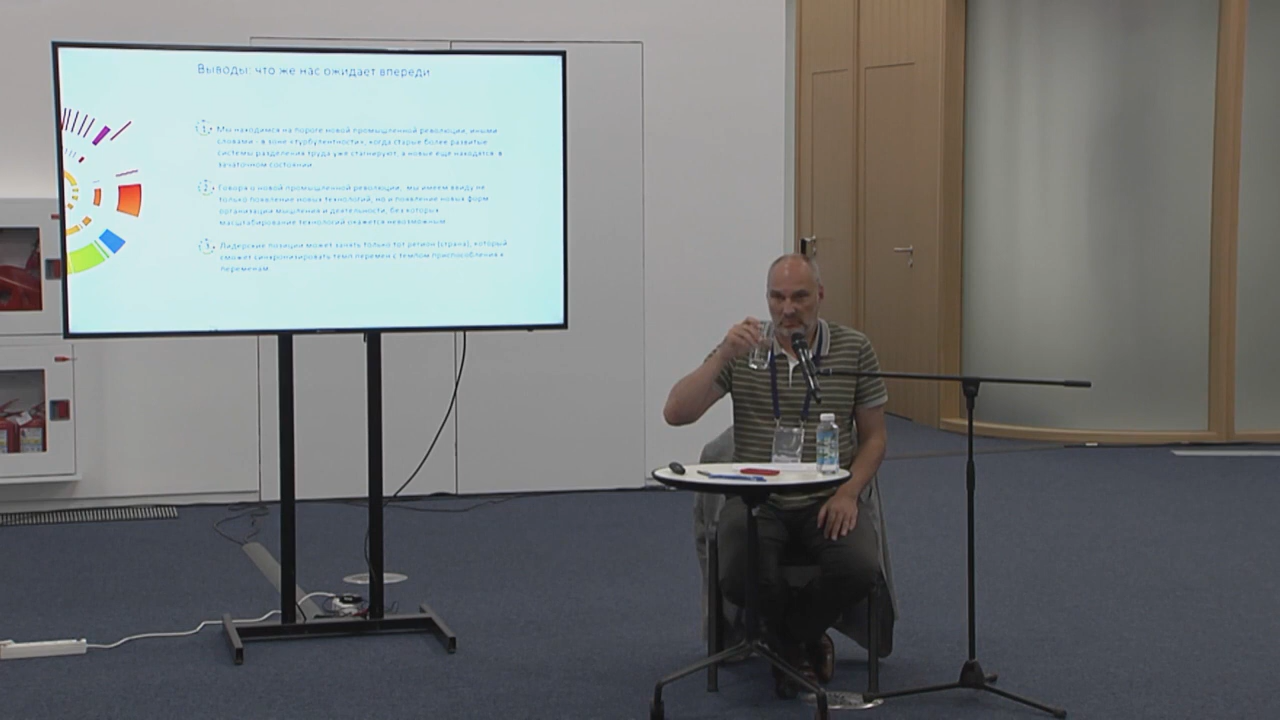 Выводы: что же нас ожидает впереди
1 Мы находимся на пороге новой промышленной революции, иными
словами - в зоне «турбулентности», когда старые более развитые
системы разделения труда уже стагнируют, а новые еще находятся в
зачаточном состоянии
2 Говоря о новой промышленной революции, мы имеем ввиду не
только появление новых технологий, но и появление новых форм
организации мышления и деятельности, без которых
масштабирование технологий окажется невозможным
3 Лидерские позиции может занять только тот регион (страна), который
сможет синхронизировать темп перемен с темпом приспособления к
переменам